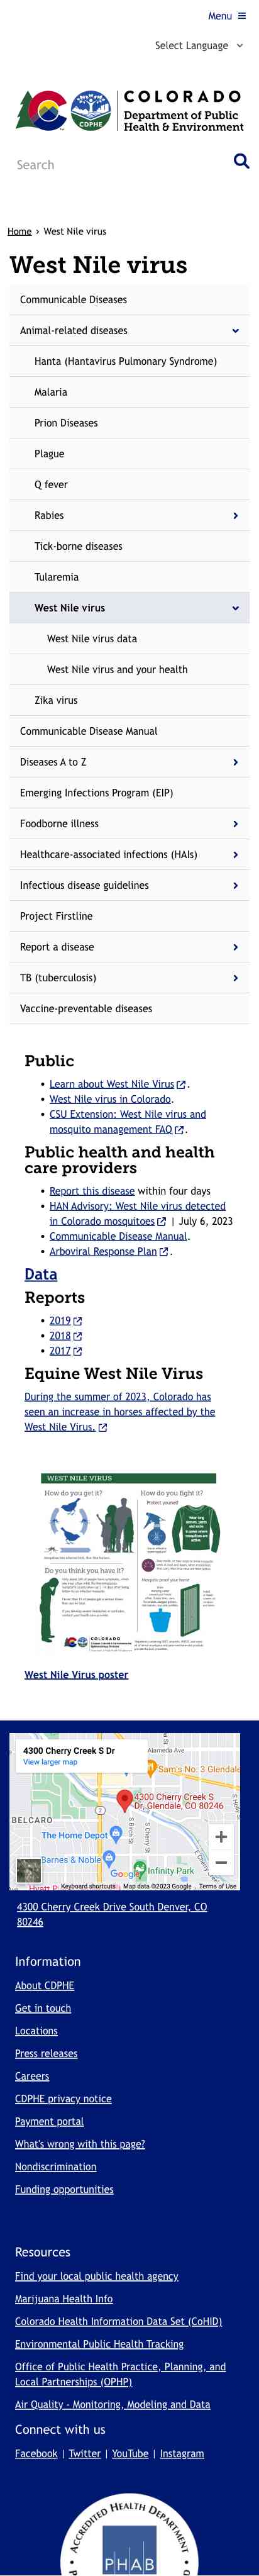 Menu
Select Language
COLORADO
Department of Public
Health & Environment
CDPHE
Search
Home › West Nile virus
West Nile virus
Communicable Diseases
Animal-related diseases
Hanta (Hantavirus Pulmonary Syndrome)
Malaria
Prion Diseases
Plague
Q fever
Rabies
Tick-borne diseases
Tularemia
West Nile virus
West Nile virus data
West Nile virus and your health
Zika virus
Communicable Disease Manual
Diseases A to Z
Emerging Infections Program (EIP)
Foodborne illness
Healthcare-associated infections (HAIs)
Infectious disease guidelines
Project Firstline
Report a disease
TB (tuberculosis)
Vaccine-preventable diseases
Public
• Learn about West Nile Virus .
• West Nile virus in Colorado.
• CSU Extension: West Nile virus and
mosquito management FAQ .
Public health and health
care providers
• Report this disease within four days
• HAN Advisory: West Nile virus detected
in Colorado mosquitoes | July 6, 2023
• Communicable Disease Manual.
• Arboviral Response Plan .
Data
Reports
• 2019
• 2018
• 2017
Equine West Nile Virus
During the summer of 2023, Colorado has
seen an increase in horses affected by the
West Nile Virus.
WEST NILE VIRUS
How do you get it?
How do you fight it?
Protect yourself
Do you think you have it?
West Nile Virus poster
4300 Cherry Creek S Dr
View larger map
Alameda Ave
Sam's No. 3 Glendale
4300 Cherry Creek S
Dr, Glendale, CO 80246
BELCARO
2
The Home Depot
Barnes & Noble
Infinity Park
Hyatt P
Google
Keyboard shortcuts
Map data ©2023 Google
Terms of Use
4300 Cherry Creek Drive South Denver, CO
80246
Information
About CDPHE
Get in touch
Locations
Press releases
Careers
CDPHE privacy notice
Payment portal
What's wrong with this page?
Nondiscrimination
Funding opportunities
Resources
Find your local public health agency
Marijuana Health Info
Colorado Health Information Data Set (CoHID)
Environmental Public Health Tracking
Office of Public Health Practice, Planning, and
Local Partnerships (OPHP)
Air Quality - Monitoring, Modeling and Data
Connect with us
Facebook | Twitter | YouTube | Instagram
ACCREDITED HEALTH DEPARTMENT
PHAB